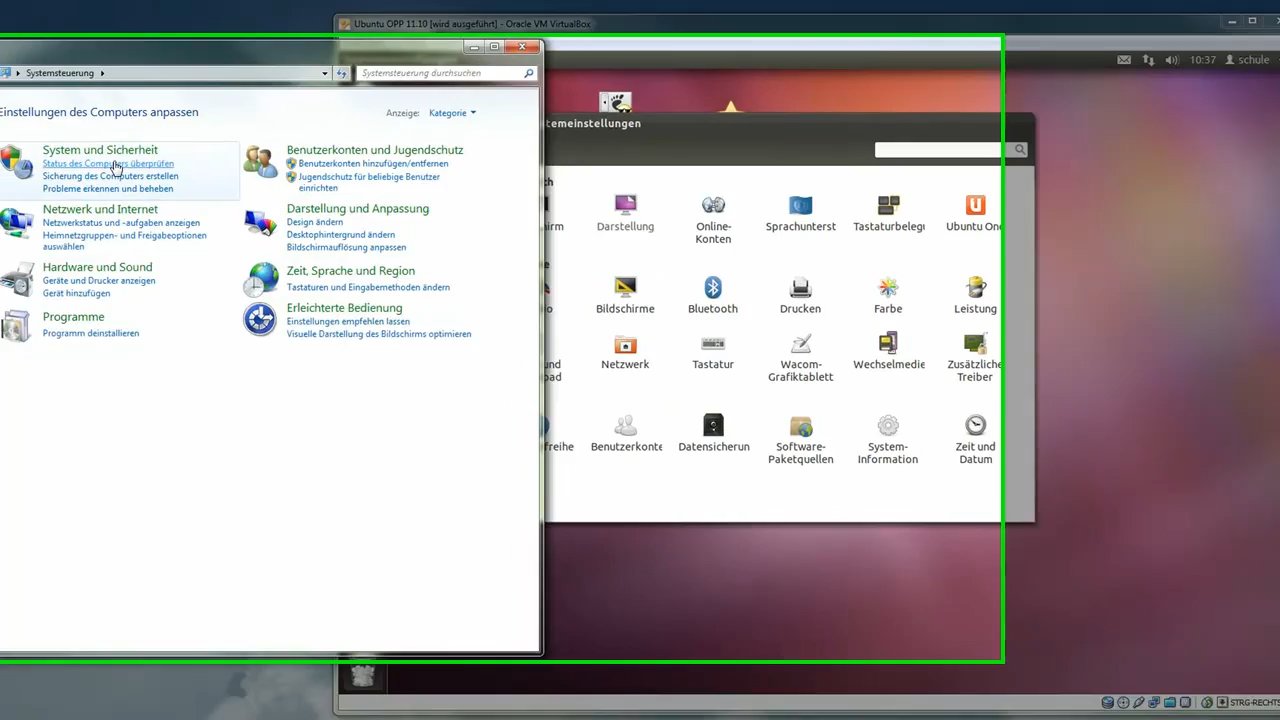 Ubuntu OPP 11.10 [wird ausgeführt] - Oracle VM VirtualBox
Systemsteuerung
Systemsteuerung durchsuchen
10:37
schule
Einstellungen des Computers anpassen
Anzeige:
Kategorie
System und Sicherheit
Status des Computers überprüfen
Sicherung des Computers erstellen
Probleme erkennen und beheben
Netzwerk und Internet
Netzwerkstatus und -aufgaben anzeigen
Heimnetzgruppen- und Freigabeoptionen
auswählen
Hardware und Sound
Geräte und Drucker anzeigen
Gerät hinzufügen
Programme
Programm deinstallieren
Benutzerkonten und Jugendschutz
Benutzerkonten hinzufügen/entfernen
Jugendschutz für beliebige Benutzer
einrichten
Darstellung und Anpassung
Design ändern
Desktophintergrund ändern
Bildschirmauflösung anpassen
Zeit, Sprache und Region
Tastaturen und Eingabemethoden ändern
Erleichterte Bedienung
Einstellungen empfehlen lassen
Visuelle Darstellung des Bildschirms optimieren
temeinstellungen
Darstellung
Online-
Konten
Sprachunterst
Tastaturbelegu
Ubuntu One
Bildschirme
Bluetooth
Drucken
Farbe
Leistung
und
pad
Netzwerk
Tastatur
Wacom-
Grafiktablett
Wechselmedie
Zusätzliche
Treiber
freihe
Benutzerkonte
Datensicherun
Software-
Paketquellen
System-
Information
Zeit und
Datum
STRG-RECHTS